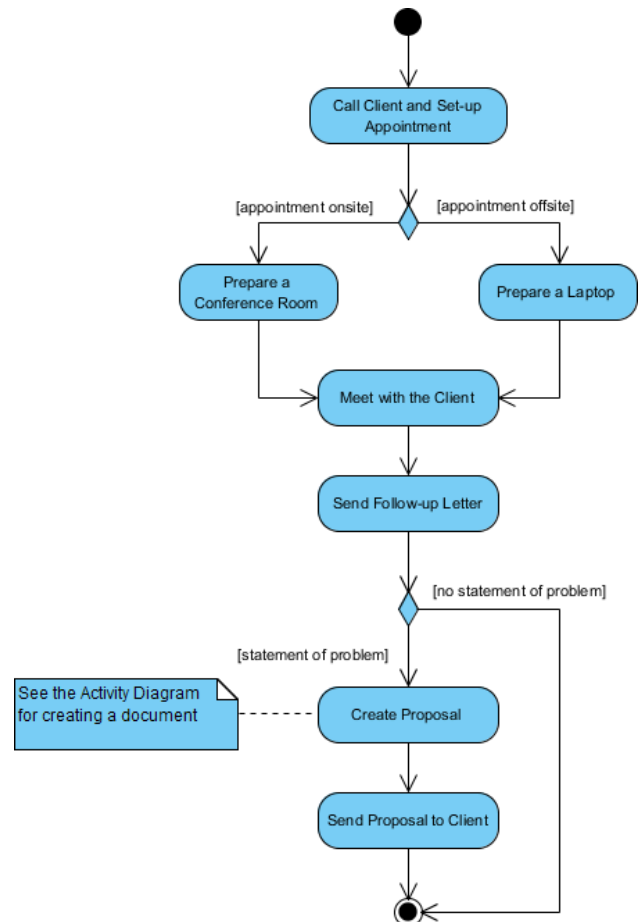 Call Client and Set-up
Appointment
[appointment onsite]
[appointment offsite]
Prepare a
Conference Room
Prepare a Laptop
Meet with the Client
Send Follow-up Letter
[no statement of problem]
[statement of problem]
See the Activity Diagram
for creating a document
Create Proposal
Send Proposal to Client